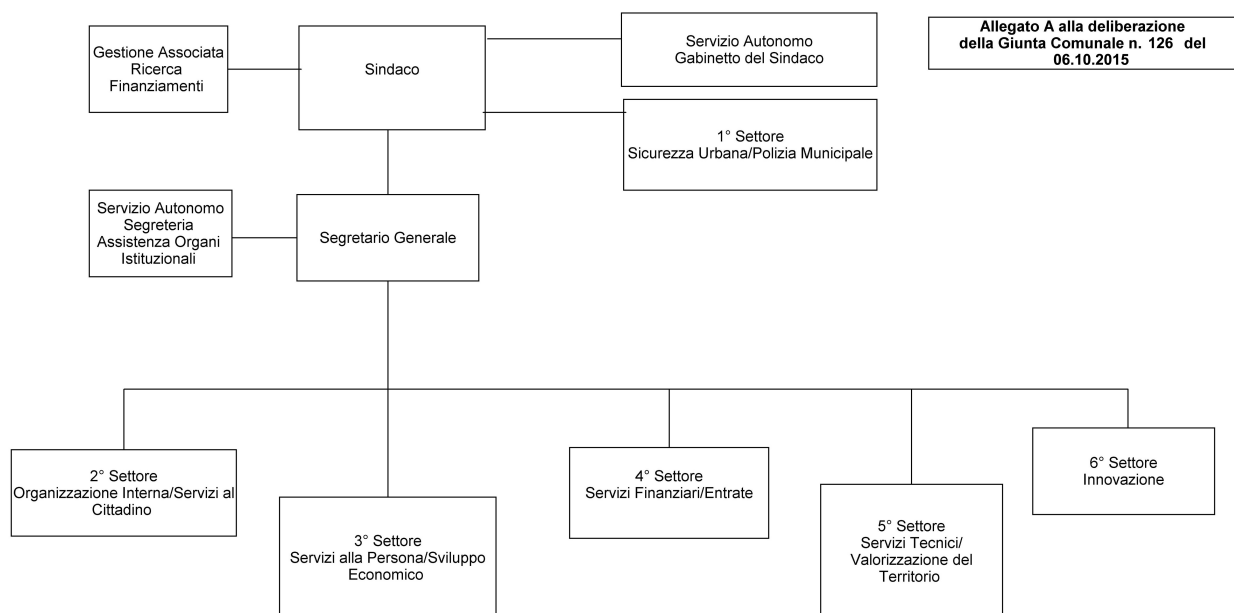 Gestione Associata
Ricerca
Finanziamenti
Sindaco
Servizio Autonomo
Gabinetto del Sindaco
Allegato A alla deliberazione
della Giunta Comunale n. 126 del
06.10.2015
1° Settore
Sicurezza Urbana/Polizia Municipale
Servizio Autonomo
Segreteria
Assistenza Organi
Istituzionali
Segretario Generale
2° Settore
Organizzazione Interna/Servizi al
Cittadino
3° Settore
Servizi alla Persona/Sviluppo
Economico
4° Settore
Servizi Finanziari/Entrate
5° Settore
Servizi Tecnici/
Valorizzazione del
Territorio
6° Settore
Innovazione